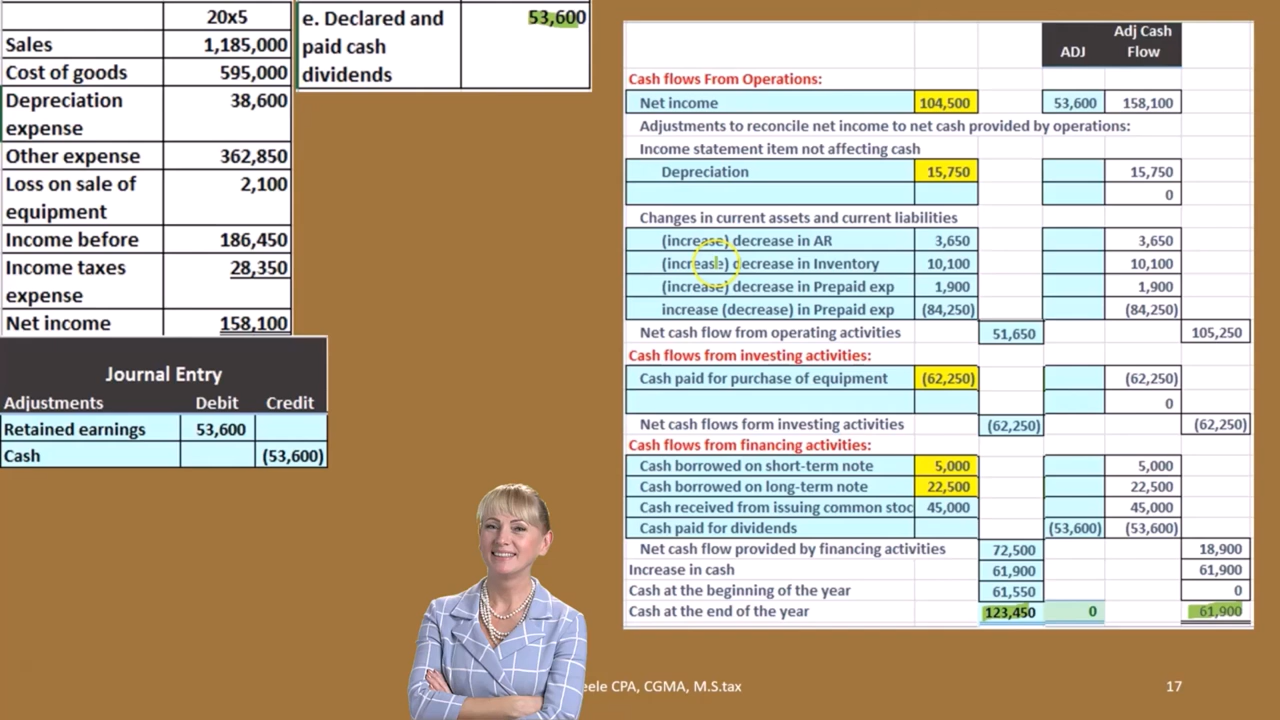 20x5
Sales 1,185,000
Cost of goods 595,000
Depreciation 38,600
expense
Other expense 362,850
Loss on sale of 2,100
equipment
Income before 186,450
Income taxes 28,350
expense
Net income 158,100
e. Declared and 53,600
paid cash
dividends
Journal Entry
Adjustments Debit Credit
Retained earnings 53,600
Cash (53,600)
Adj Cash
ADJ Flow
Cash flows From Operations:
Net income 104,500 53,600 158,100
Adjustments to reconcile net income to net cash provided by operations:
Income statement item not affecting cash
Depreciation 15,750 15,750
0
Changes in current assets and current liabilities
(increase) decrease in AR 3,650 3,650
(increase) decrease in Inventory 10,100 10,100
(increase) decrease in Prepaid exp 1,900 1,900
increase (decrease) in Prepaid exp (84,250) (84,250)
Net cash flow from operating activities 51,650 105,250
Cash flows from investing activities:
Cash paid for purchase of equipment (62,250) (62,250)
0
Net cash flows form investing activities (62,250) (62,250)
Cash flows from financing activities:
Cash borrowed on short-term note 5,000 5,000
Cash borrowed on long-term note 22,500 22,500
Cash received from issuing common stoc 45,000 45,000
Cash paid for dividends (53,600) (53,600)
Net cash flow provided by financing activities 72,500 18,900
Increase in cash 61,900 61,900
Cash at the beginning of the year 61,550 0
Cash at the end of the year 123,450 0 61,900
eele CPA, CGMA, M.S.tax
17